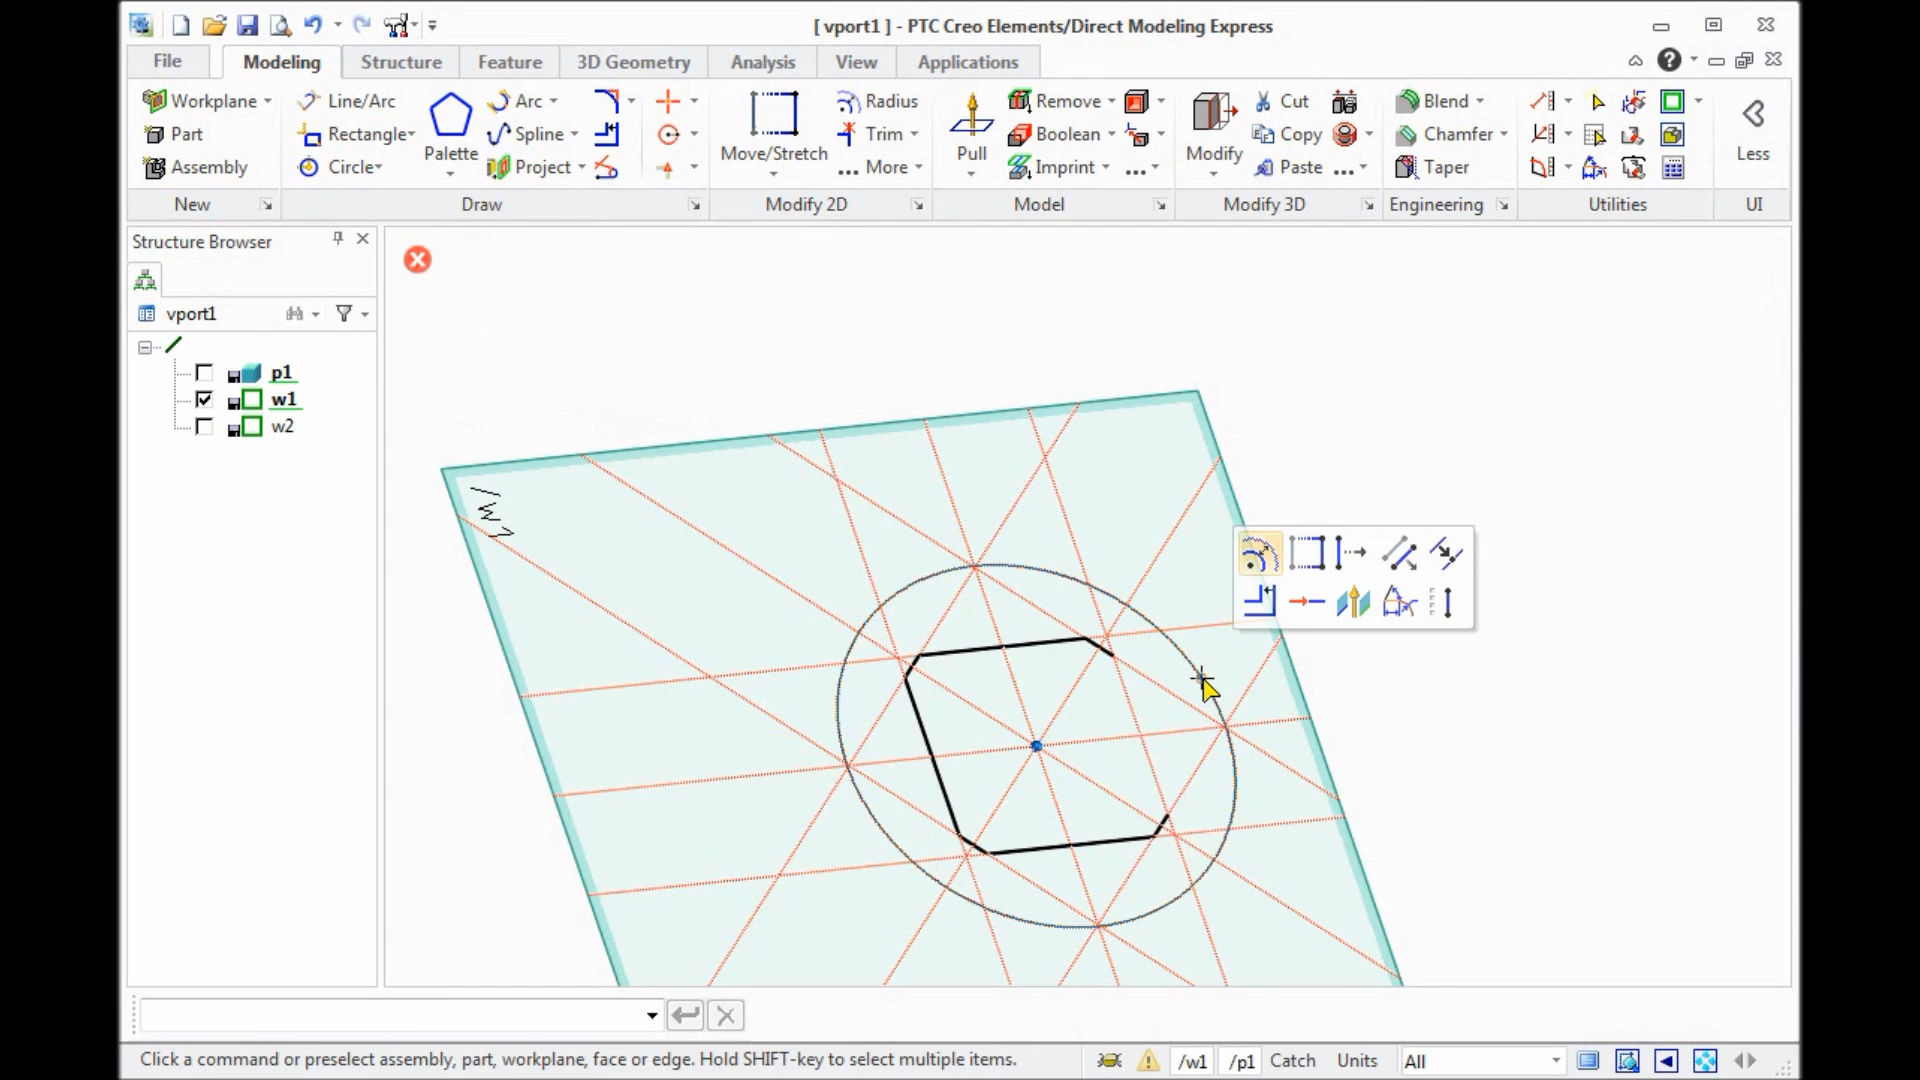 [ vport1 ] - PTC Creo Elements/Direct Modeling Express
File Modeling Structure Feature 3D Geometry Analysis View Applications
Workplane Line/Arc Arc Radius Remove Cut Blend
Part Rectangle Spline Trim Boolean Copy Chamfer
Palette Move/Stretch Pull Modify Less
Assembly Circle Project ... More Imprint ... Paste ... Taper
New Draw Modify 2D Model Modify 3D Engineering Utilities UI
Structure Browser
vport1
p1
w1
w2
Click a command or preselect assembly, part, workplane, face or edge. Hold SHIFT-key to select multiple items. /w1 /p1 Catch Units All